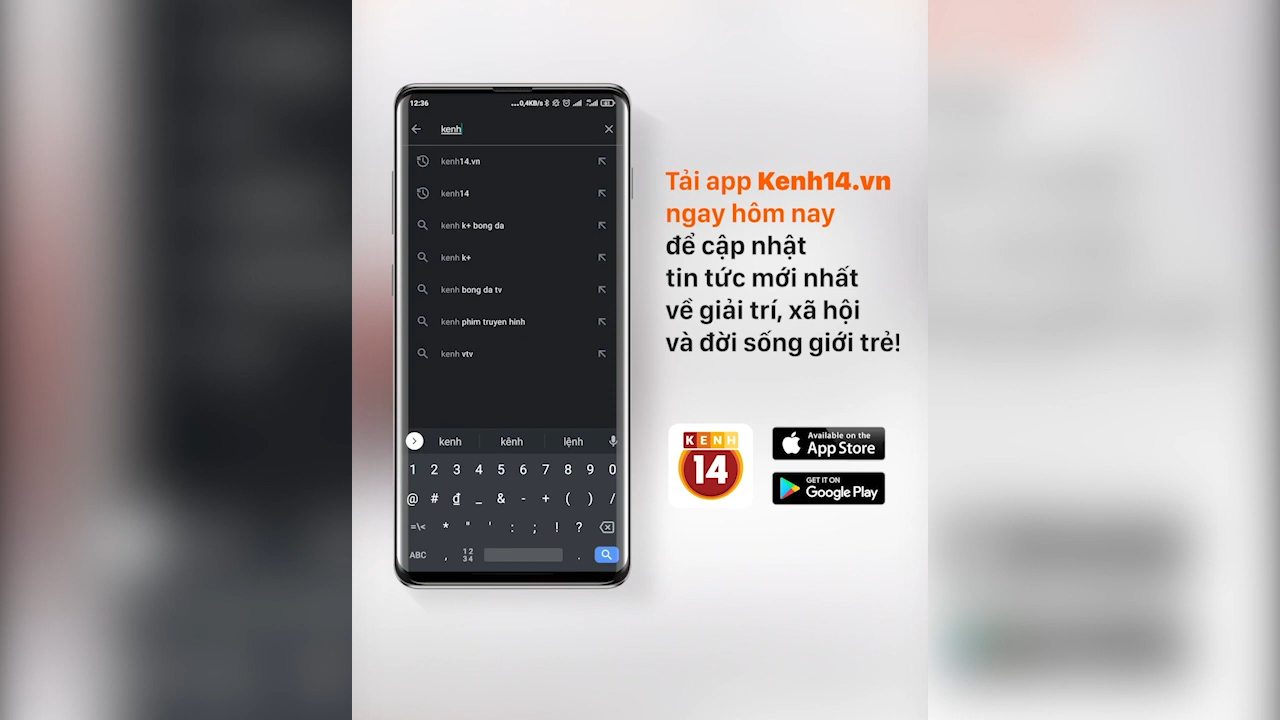 12:36
...0,4KB/s
kenh
kenh14.vn
kenh14
kenh k+ bong da
kenh k+
kenh bong da tv
kenh phim truyen hinh
kenh vtv
kenh kênh lệnh
1 2 3 4 5 6 7 8 9 0
@ # ₫ _ & - + ( ) /
=\< * " ' : ; ! ?
ABC , 12 34 .
Tải app Kenh14.vn
ngay hôm nay
để cập nhật
tin tức mới nhất
về giải trí, xã hội
và đời sống giới trẻ!
KENH
14
Available on the
App Store
GET IT ON
Google Play